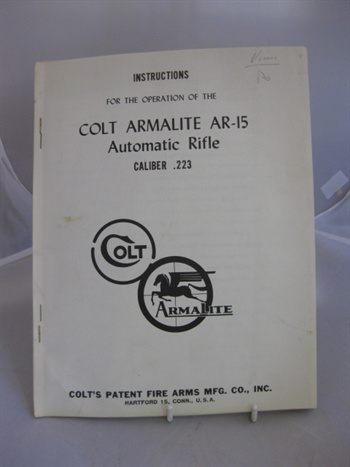 INSTRUCTIONS
FOR THE OPERATION OF THE
COLT ARMALITE AR-15
Automatic Rifle
CALIBER .223
COLT
ARMALITE
COLT'S PATENT FIRE ARMS MFG. CO., INC.
HARTFORD 15, CONN., U.S.A.